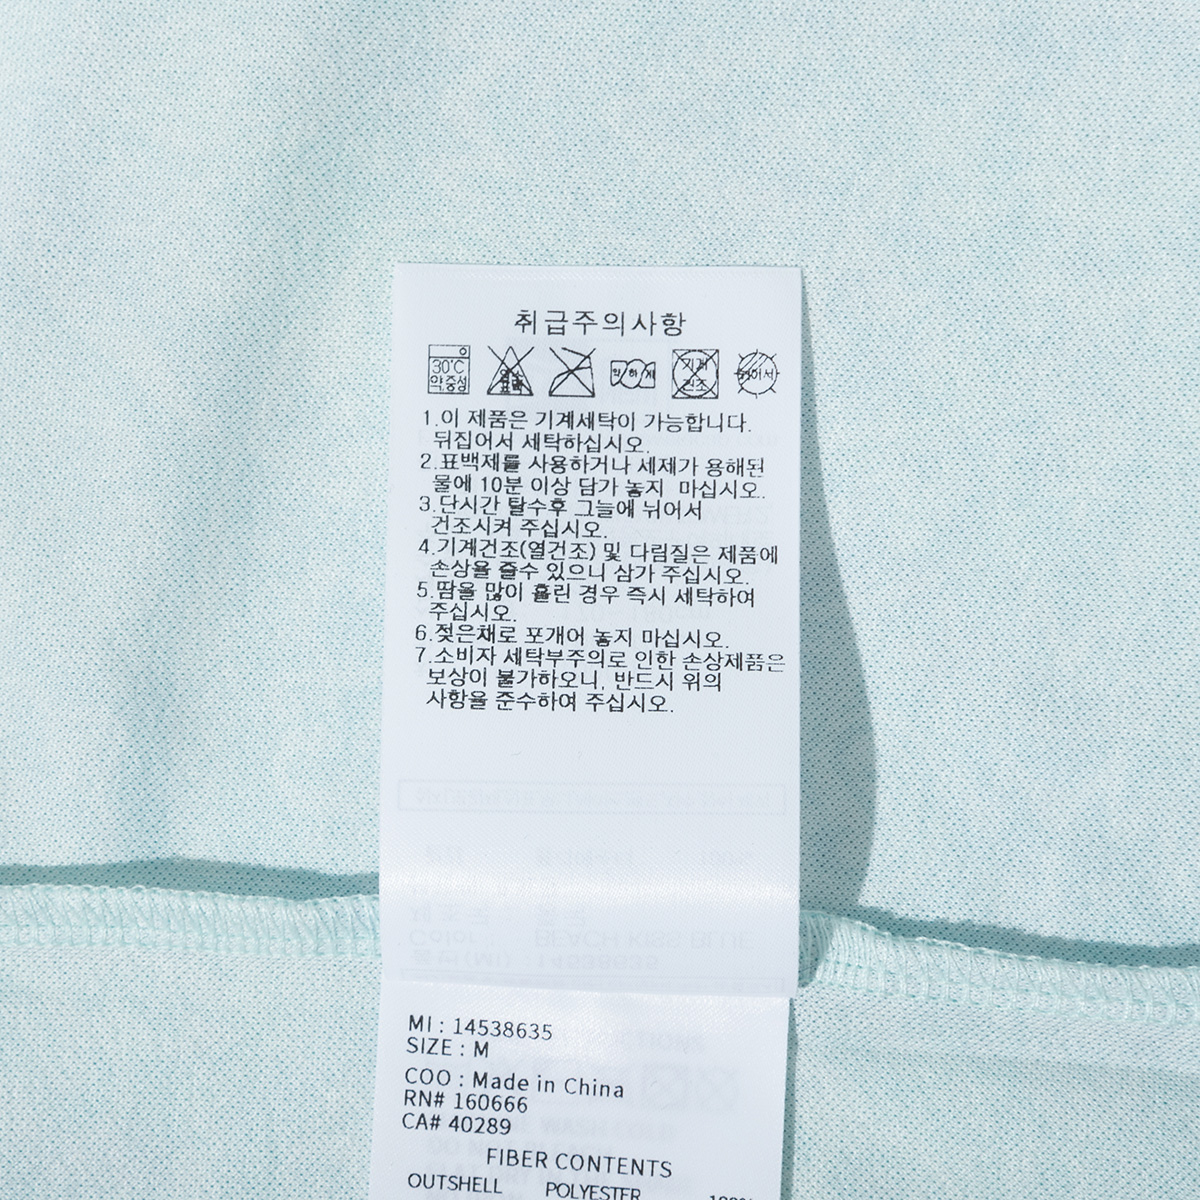 취급주의사항
30℃
약.중성
염소
표백
약하게
기계
건조
뉘어서
1.이 제품은 기계세탁이 가능합니다.
뒤집어서 세탁하십시오.
2.표백제를 사용하거나 세제가 용해된
물에 10분 이상 담가 놓지 마십시오.
3.단시간 탈수후 그늘에 뉘어서
건조시켜 주십시오.
4.기계건조(열건조) 및 다림질은 제품에
손상을 줄수 있으니 삼가 주십시오.
5.땀을 많이 흘린 경우 즉시 세탁하여
주십시오.
6.젖은채로 포개어 놓지 마십시오.
7.소비자 세탁부주의로 인한 손상제품은
보상이 불가하오니, 반드시 위의
사항을 준수하여 주십시오.
MI : 14538635
SIZE : M
COO : Made in China
RN# 160666
CA# 40289
FIBER CONTENTS
OUTSHELL POLYESTER 100%